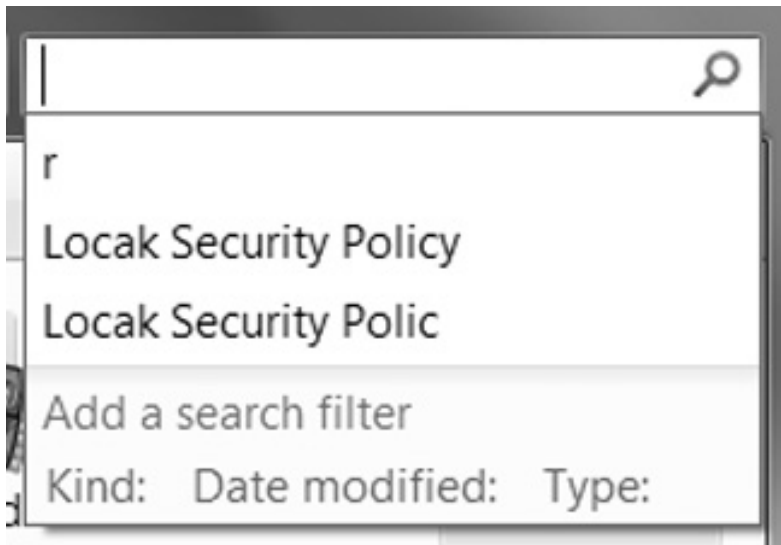 r
Locak Security Policy
Locak Security Polic
Add a search filter
Kind: Date modified: Type:
d